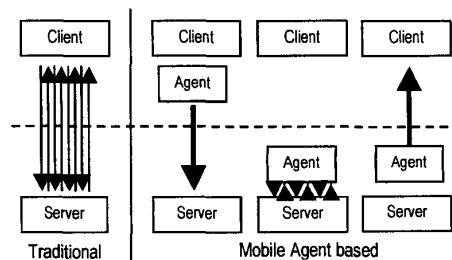 Client Client Client Client
Agent
Agent Agent
Server Server Server Server
Traditional Mobile Agent based